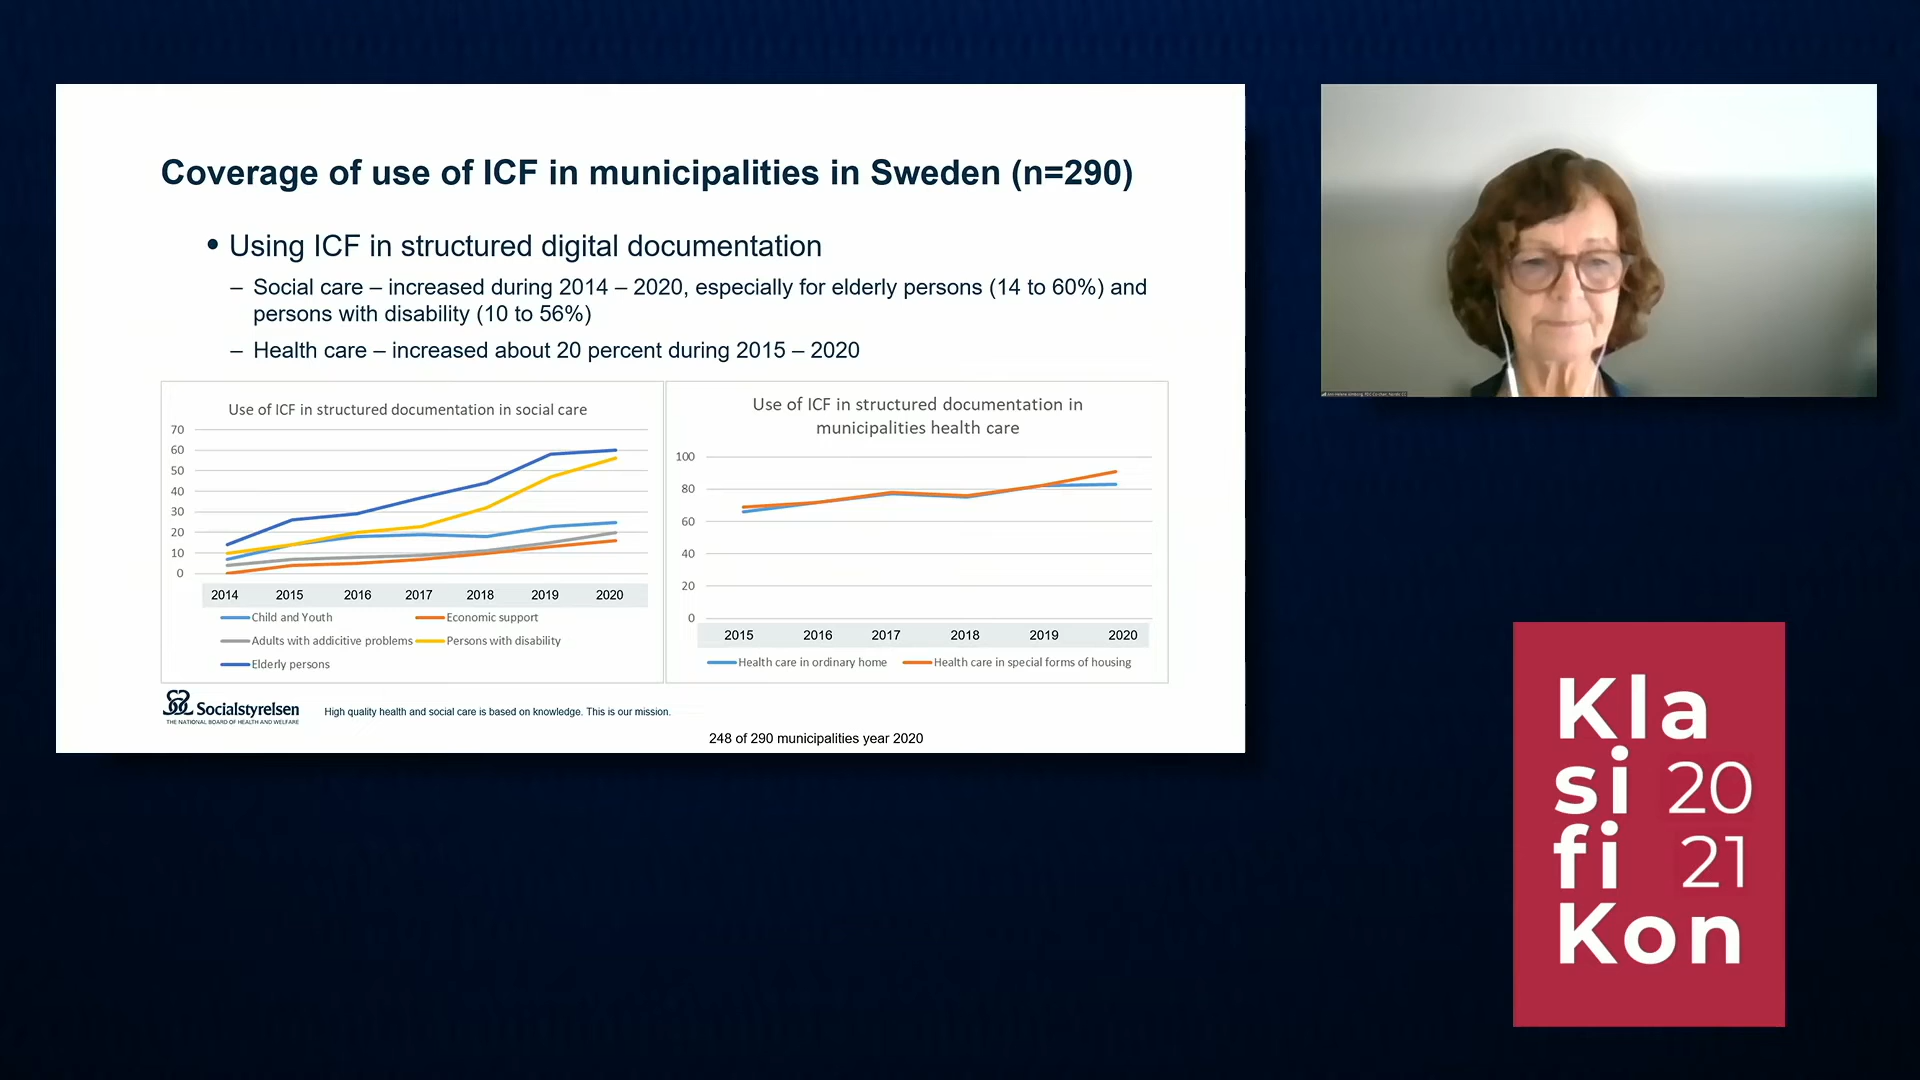 Coverage of use of ICF in municipalities in Sweden (n=290)
• Using ICF in structured digital documentation
– Social care – increased during 2014 – 2020, especially for elderly persons (14 to 60%) and
persons with disability (10 to 56%)
– Health care – increased about 20 percent during 2015 – 2020
Use of ICF in structured documentation in social care
70
60
50
40
30
20
10
0
2014 2015 2016 2017 2018 2019 2020
Child and Youth Economic support
Adults with addicitive problems Persons with disability
Elderly persons
Use of ICF in structured documentation in
municipalities health care
100
80
60
40
20
0
2015 2016 2017 2018 2019 2020
Health care in ordinary home Health care in special forms of housing
Socialstyrelsen
THE NATIONAL BOARD OF HEALTH AND WELFARE
High quality health and social care is based on knowledge. This is our mission.
248 of 290 municipalities year 2020
Kla
si 20
fi 21
Kon